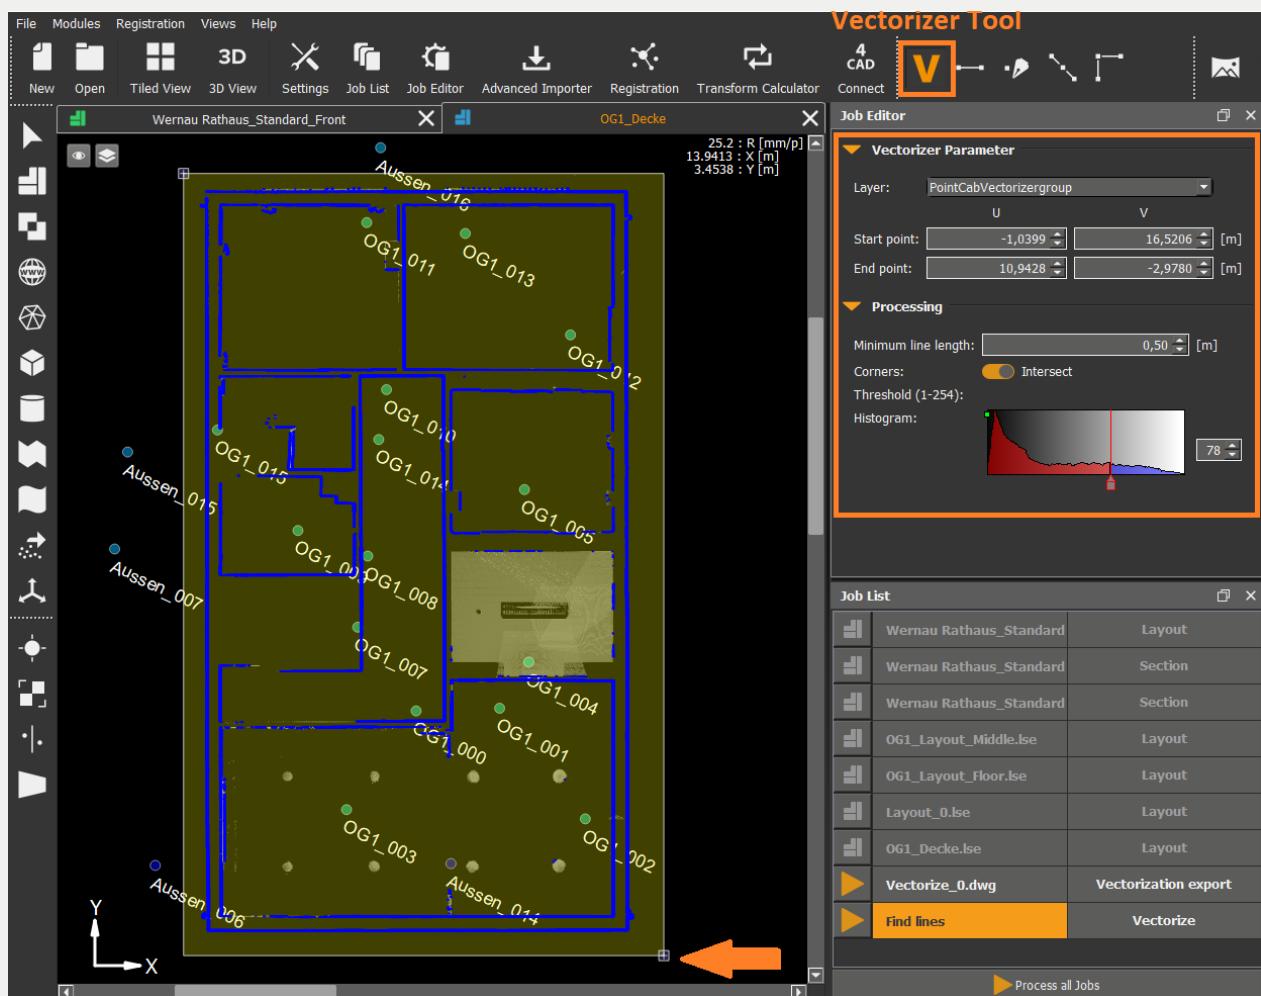 Vectorizer Tool
File Modules Registration Views Help
3D
4
CAD
V
New Open Tiled View 3D View Settings Job List Job Editor Advanced Importer Registration Transform Calculator Connect
Wernau Rathaus_Standard_Front
OG1_Decke
25.2 : R [mm/p]
13.9413 : X [m]
3.4538 : Y [m]
www
Aussen_016
OG1_011
OG1_013
OG1_012
OG1_010
OG1_015
OG1_014
Aussen_015
OG1_005
OG1_008
Aussen_007
OG1_007
OG1_004
OG1_000
OG1_001
OG1_003
OG1_002
Aussen_006
Aussen_014
Y
X
Job Editor
Vectorizer Parameter
Layer: PointCabVectorizergroup
U V
Start point: -1,0399 16,5206 [m]
End point: 10,9428 -2,9780 [m]
Processing
Minimum line length: 0,50 [m]
Corners: Intersect
Threshold (1-254):
Histogram:
78
Job List
Wernau Rathaus_Standard Layout
Wernau Rathaus_Standard Section
Wernau Rathaus_Standard Section
OG1_Layout_Middle.lse Layout
OG1_Layout_Floor.lse Layout
Layout_0.lse Layout
OG1_Decke.lse Layout
Vectorize_0.dwg Vectorization export
Find lines Vectorize
Process all Jobs